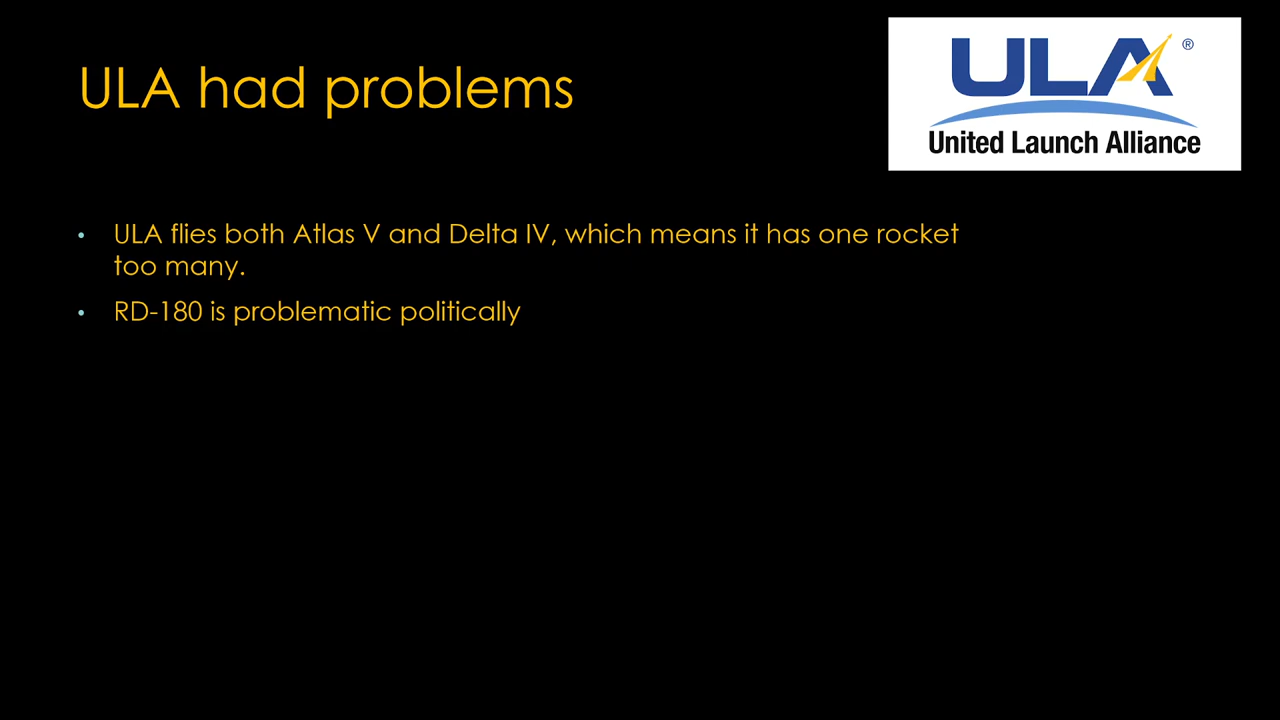 ULA had problems
ULA ®
United Launch Alliance
• ULA flies both Atlas V and Delta IV, which means it has one rocket
too many.
• RD-180 is problematic politically